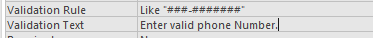 Validation Rule Like "###-#######"
Validation Text Enter valid phone Number.